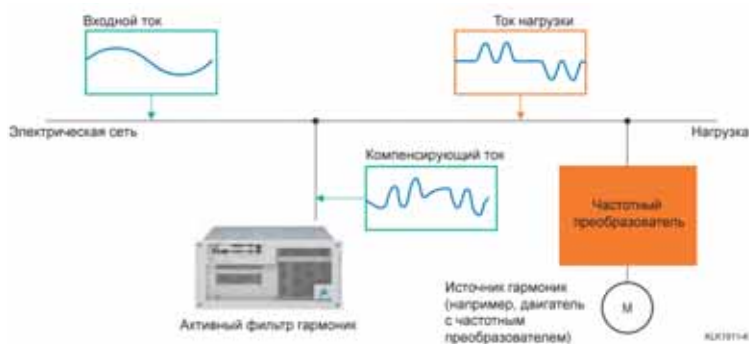 Входной ток
Ток нагрузки
Электрическая сеть
Нагрузка
Компенсирующий ток
Частотный
преобразователь
Активный фильтр гармоник
Источник гармоник
(например, двигатель
с частотным
преобразователем)
M